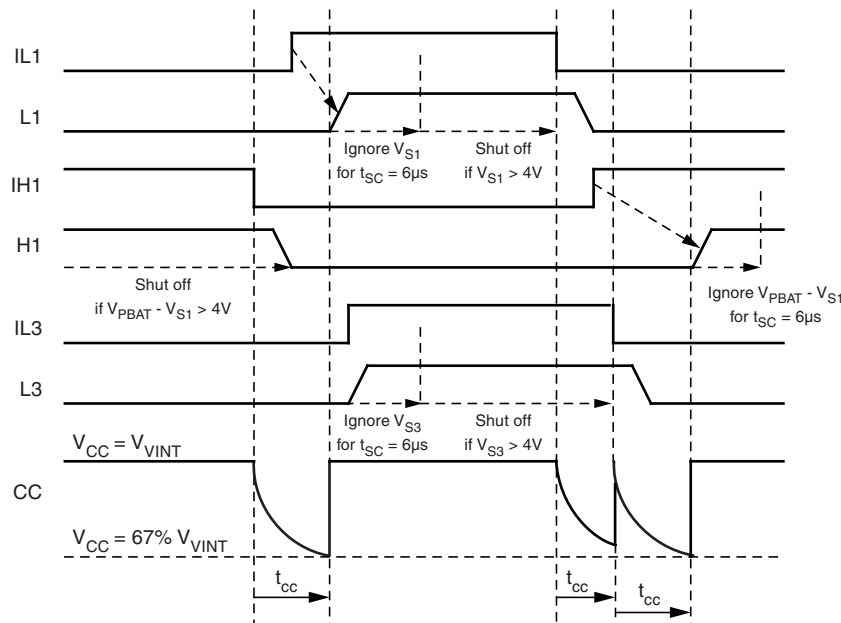 IL1
L1
Ignore VS1
for tSC = 6µs
Shut off
if VS1 > 4V
IH1
H1
Shut off
if VPBAT - VS1 > 4V
Ignore VPBAT - VS1
for tSC = 6µs
IL3
L3
Ignore VS3
for tSC = 6µs
Shut off
if VS3 > 4V
VCC = VVINT
CC
VCC = 67% VVINT
tcc
tcc
tcc